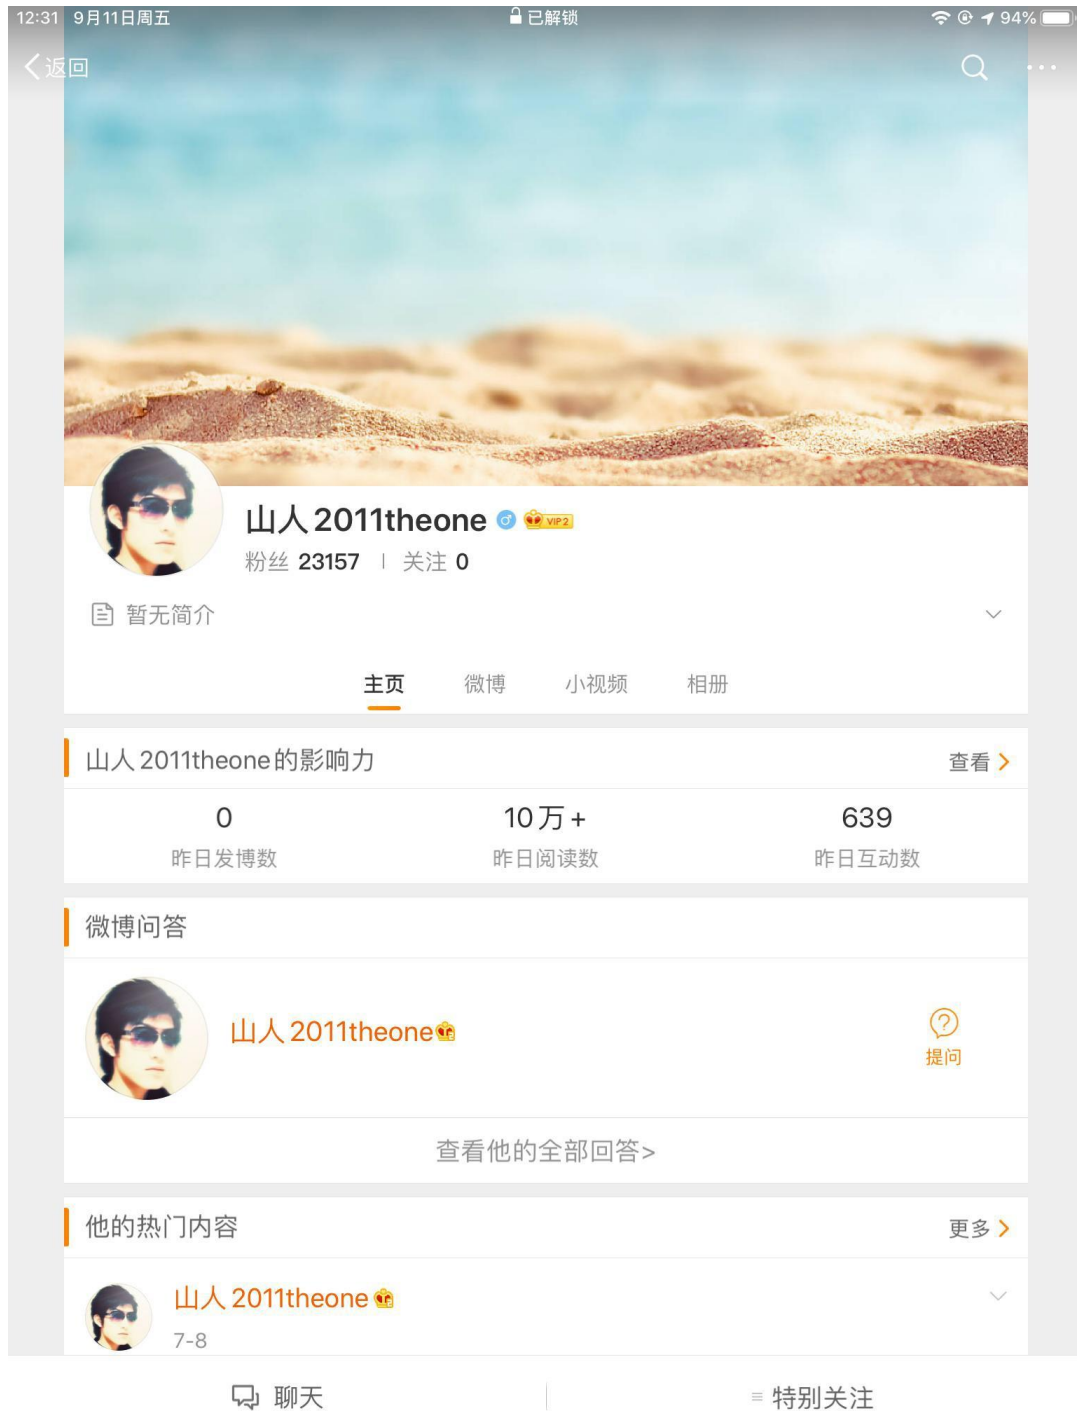 12:31 9月11日周五 已解锁 94%
返回
山人2011theone VIP 2
粉丝 23157 关注 0
暂无简介
主页 微博 小视频 相册
山人2011theone的影响力 查看
0 10万+ 639
昨日发博数 昨日阅读数 昨日互动数
微博问答
山人2011theone
提问
查看他的全部回答>
他的热门内容 更多
山人2011theone
7-8
聊天 特别关注